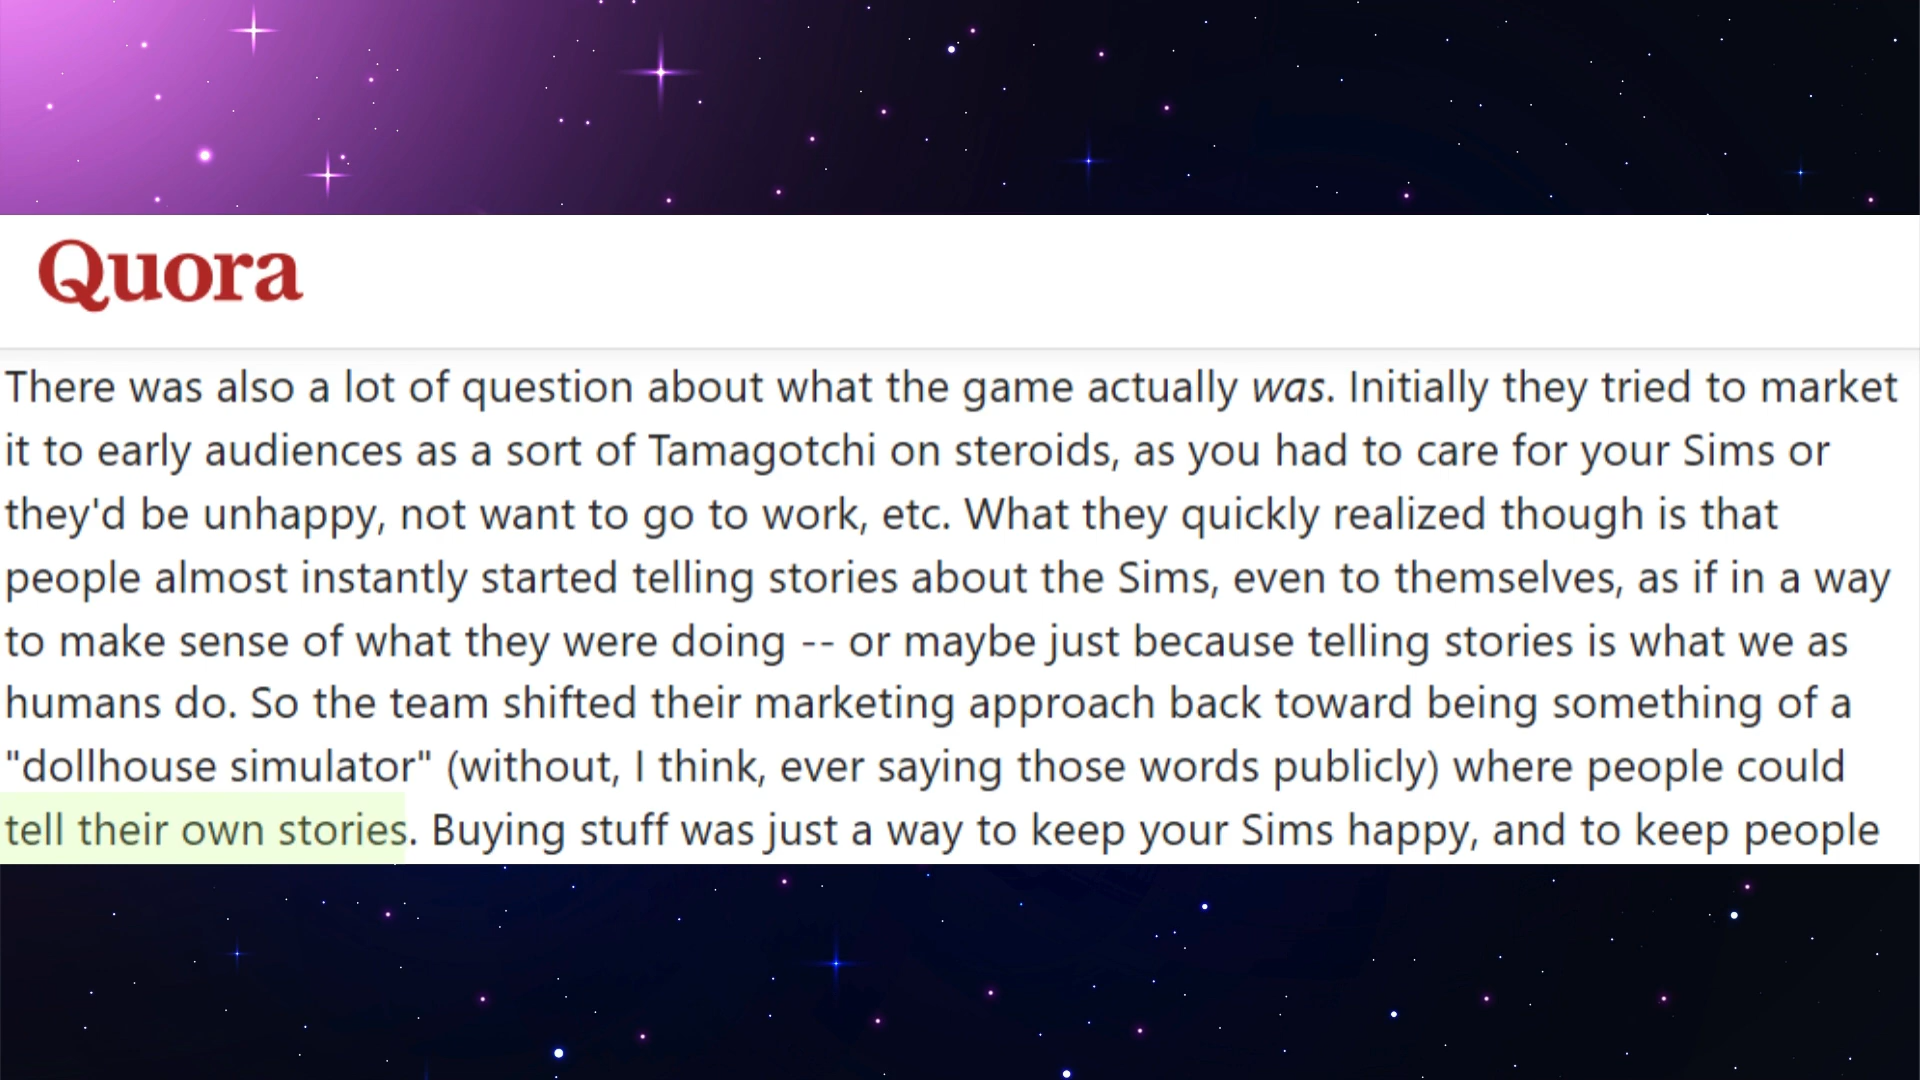 Quora
There was also a lot of question about what the game actually was. Initially they tried to market
it to early audiences as a sort of Tamagotchi on steroids, as you had to care for your Sims or
they'd be unhappy, not want to go to work, etc. What they quickly realized though is that
people almost instantly started telling stories about the Sims, even to themselves, as if in a way
to make sense of what they were doing -- or maybe just because telling stories is what we as
humans do. So the team shifted their marketing approach back toward being something of a
"dollhouse simulator" (without, I think, ever saying those words publicly) where people could
tell their own stories. Buying stuff was just a way to keep your Sims happy, and to keep people